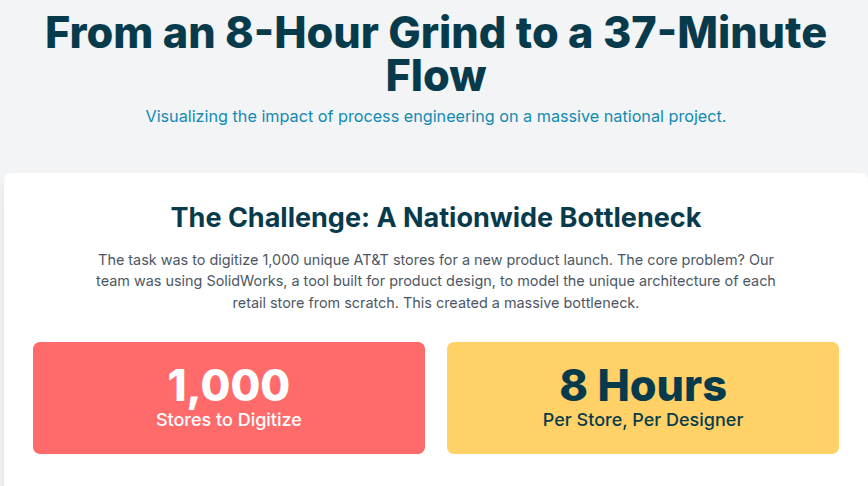 From an 8-Hour Grind to a 37-Minute
Flow
Visualizing the impact of process engineering on a massive national project.
The Challenge: A Nationwide Bottleneck
The task was to digitize 1,000 unique AT&T stores for a new product launch. The core problem? Our
team was using SolidWorks, a tool built for product design, to model the unique architecture of each
retail store from scratch. This created a massive bottleneck.
1,000
Stores to Digitize
8 Hours
Per Store, Per Designer